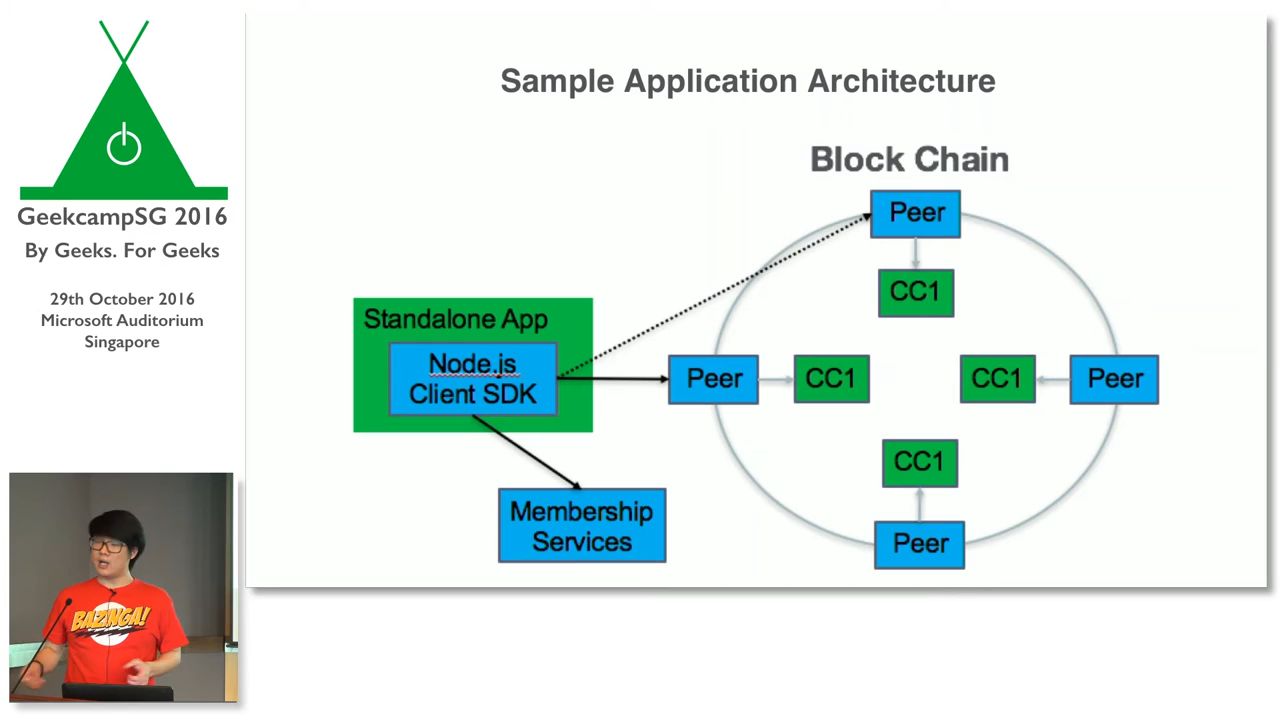 GeekcampSG 2016
By Geeks. For Geeks
29th October 2016
Microsoft Auditorium
Singapore
Sample Application Architecture
Block Chain
Peer
CC1
Standalone App
Node.js
Client SDK
Peer
CC1
CC1
Peer
CC1
Peer
Membership
Services
BAZINGA!